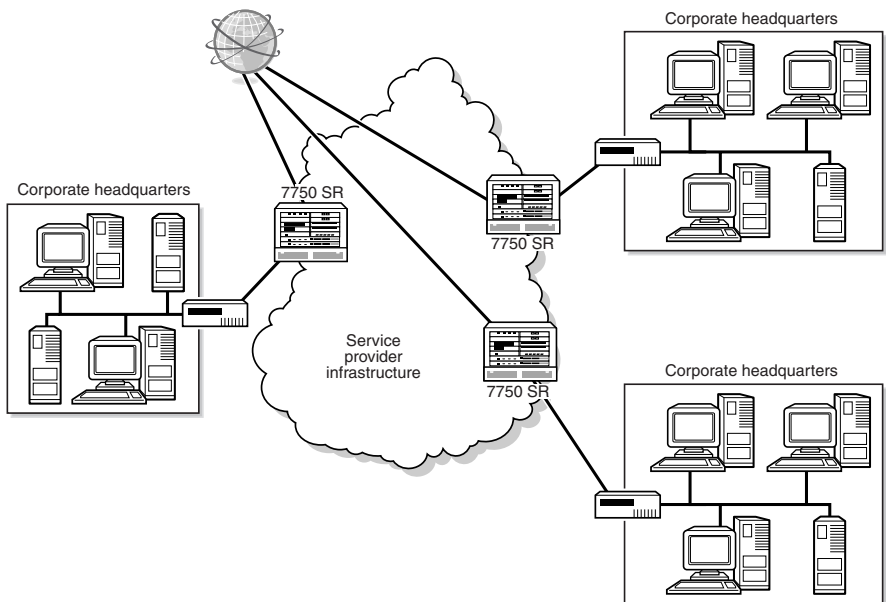 Corporate headquarters
7750 SR
Corporate headquarters
7750 SR
Service
provider
infrastructure
Corporate headquarters
7750 SR